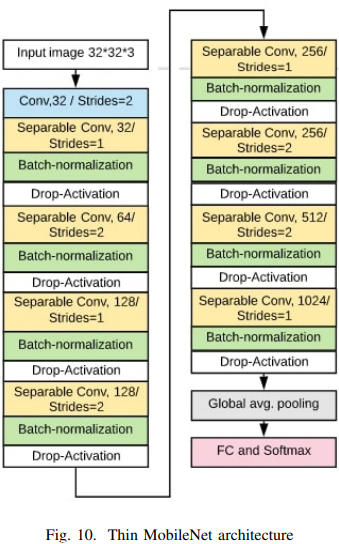 Input image 32*32*3
Conv,32 / Strides=2
Separable Conv, 32/
Strides=1
Batch-normalization
Drop-Activation
Separable Conv, 64/
Strides=2
Batch-normalization
Drop-Activation
Separable Conv, 128/
Strides=1
Batch-normalization
Drop-Activation
Separable Conv, 128/
Strides=2
Batch-normalization
Drop-Activation
Separable Conv, 256/
Strides=1
Batch-normalization
Drop-Activation
Separable Conv, 256/
Strides=2
Batch-normalization
Drop-Activation
Separable Conv, 512/
Strides=2
Batch-normalization
Drop-Activation
Separable Conv, 1024/
Strides=1
Batch-normalization
Drop-Activation
Global avg. pooling
FC and Softmax
Fig. 10. Thin MobileNet architecture